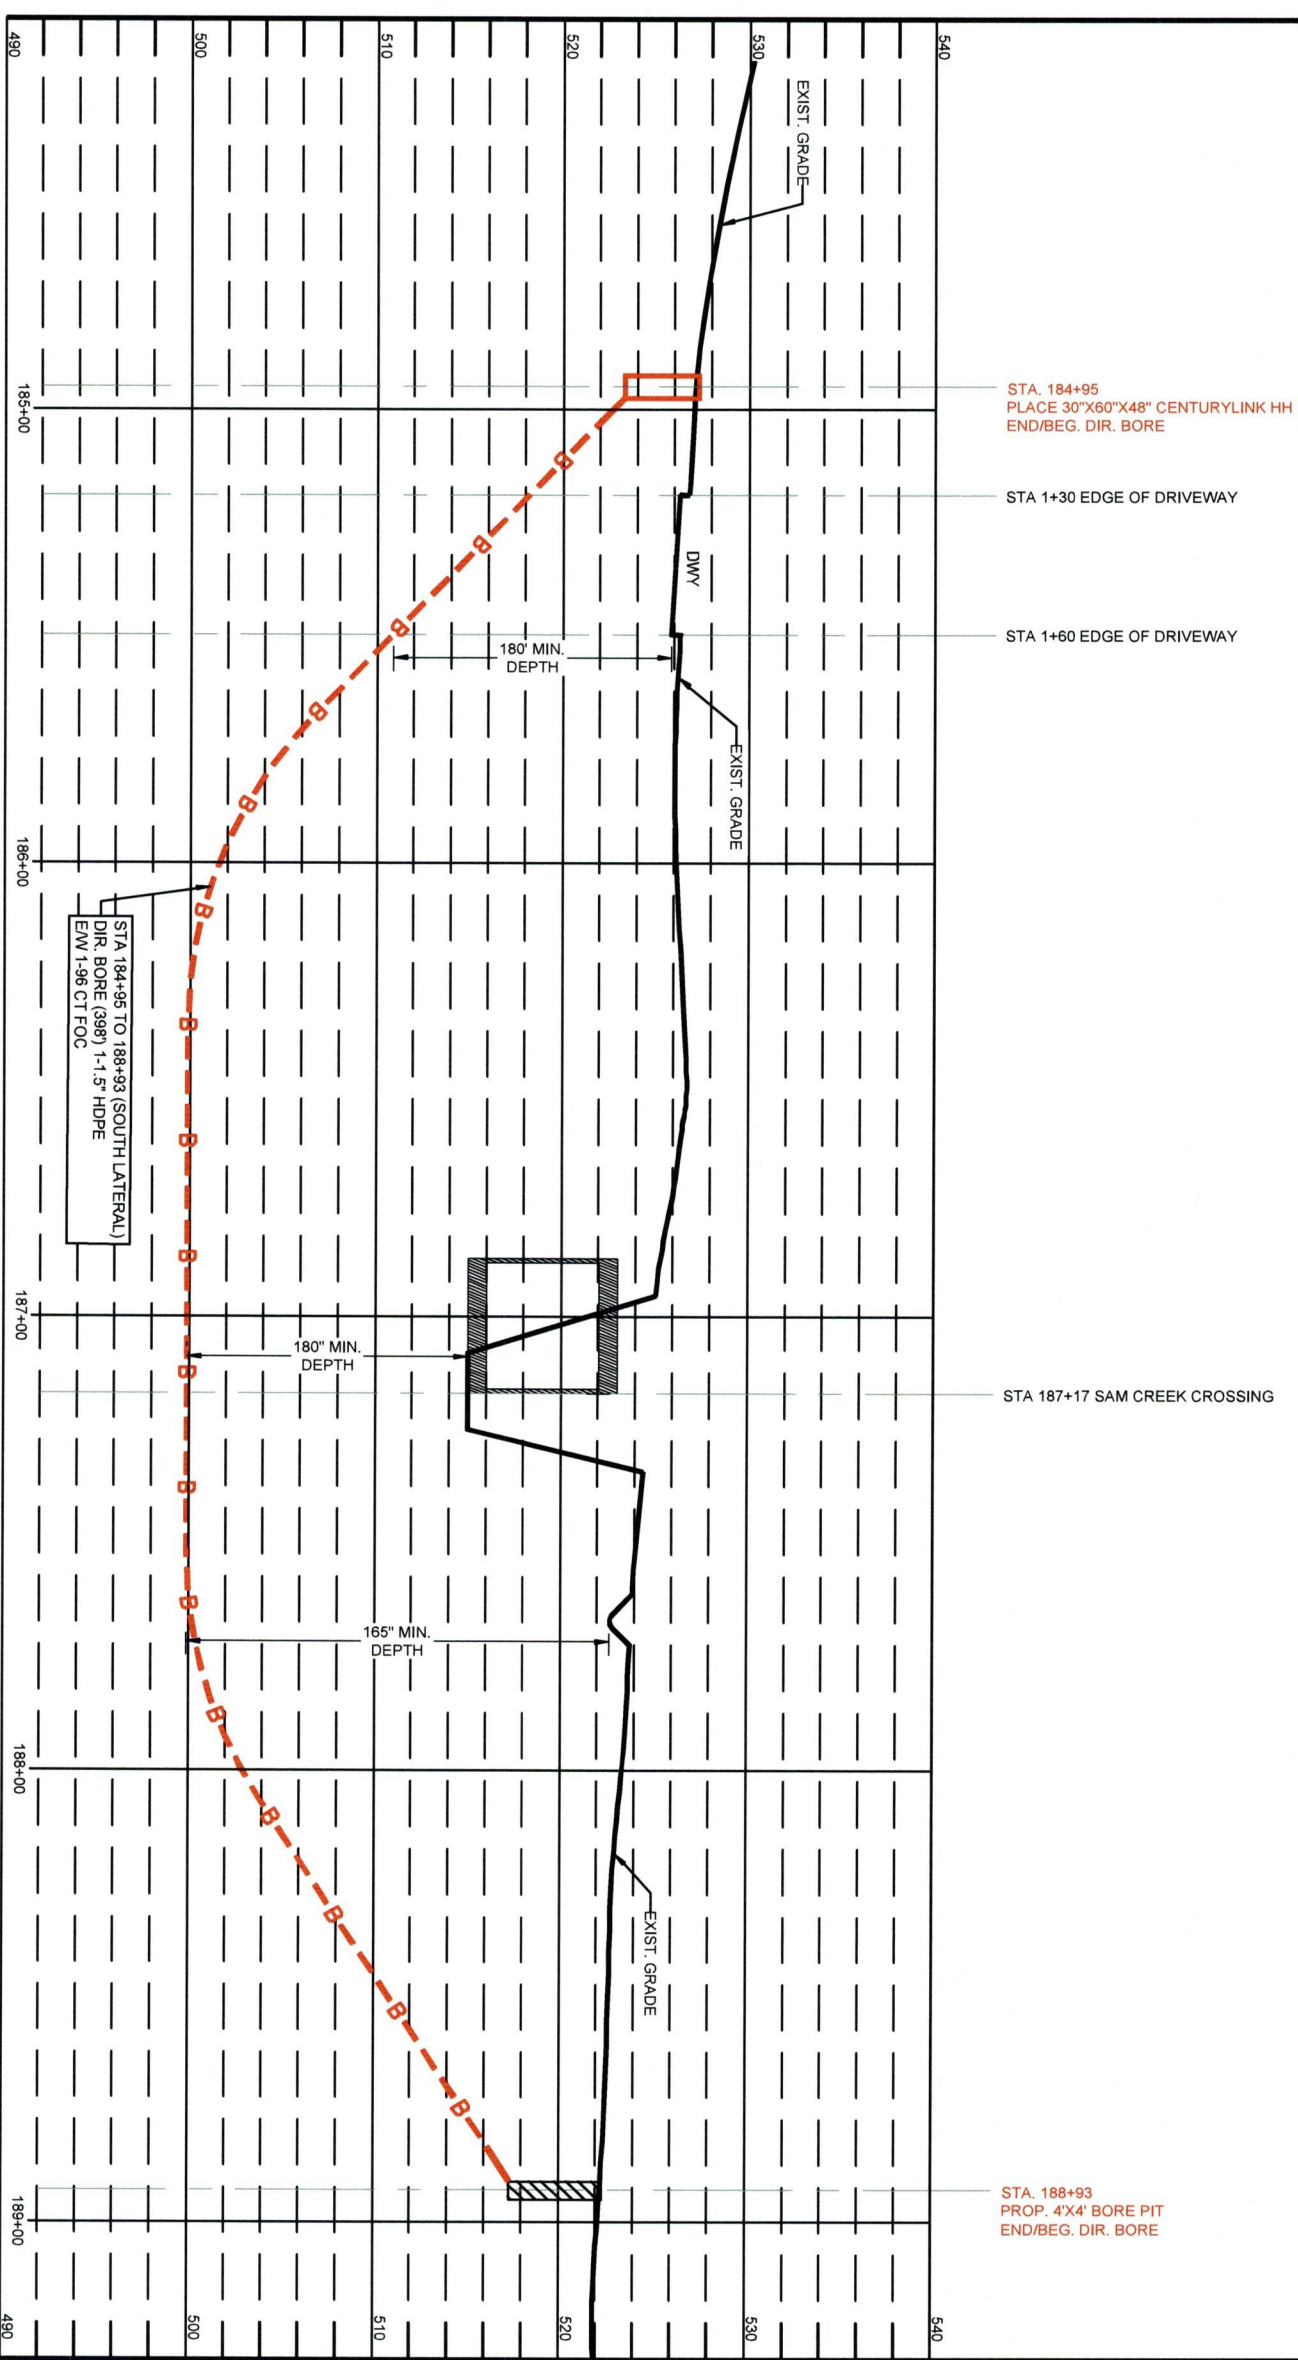 490
500
510
520
530
540
EXIST. GRADE
STA. 184+95
PLACE 30"X60"X48" CENTURYLINK HH
END/BEG. DIR. BORE
185+00
B
STA 1+30 EDGE OF DRIVEWAY
B
DWY
B
STA 1+60 EDGE OF DRIVEWAY
180' MIN.
DEPTH
B
EXIST. GRADE
B
186+00
B
STA 184+95 TO 188+93 (SOUTH LATERAL)
DIR. BORE (398') 1-1.5" HDPE
E/W 1-96 CT FOC
B
B
B
187+00
180" MIN.
DEPTH
B
STA 187+17 SAM CREEK CROSSING
B
B
165" MIN.
DEPTH
B
188+00
B
EXIST. GRADE
B
B
B
STA. 188+93
PROP. 4'X4' BORE PIT
END/BEG. DIR. BORE
189+00
490
500
510
520
530
540